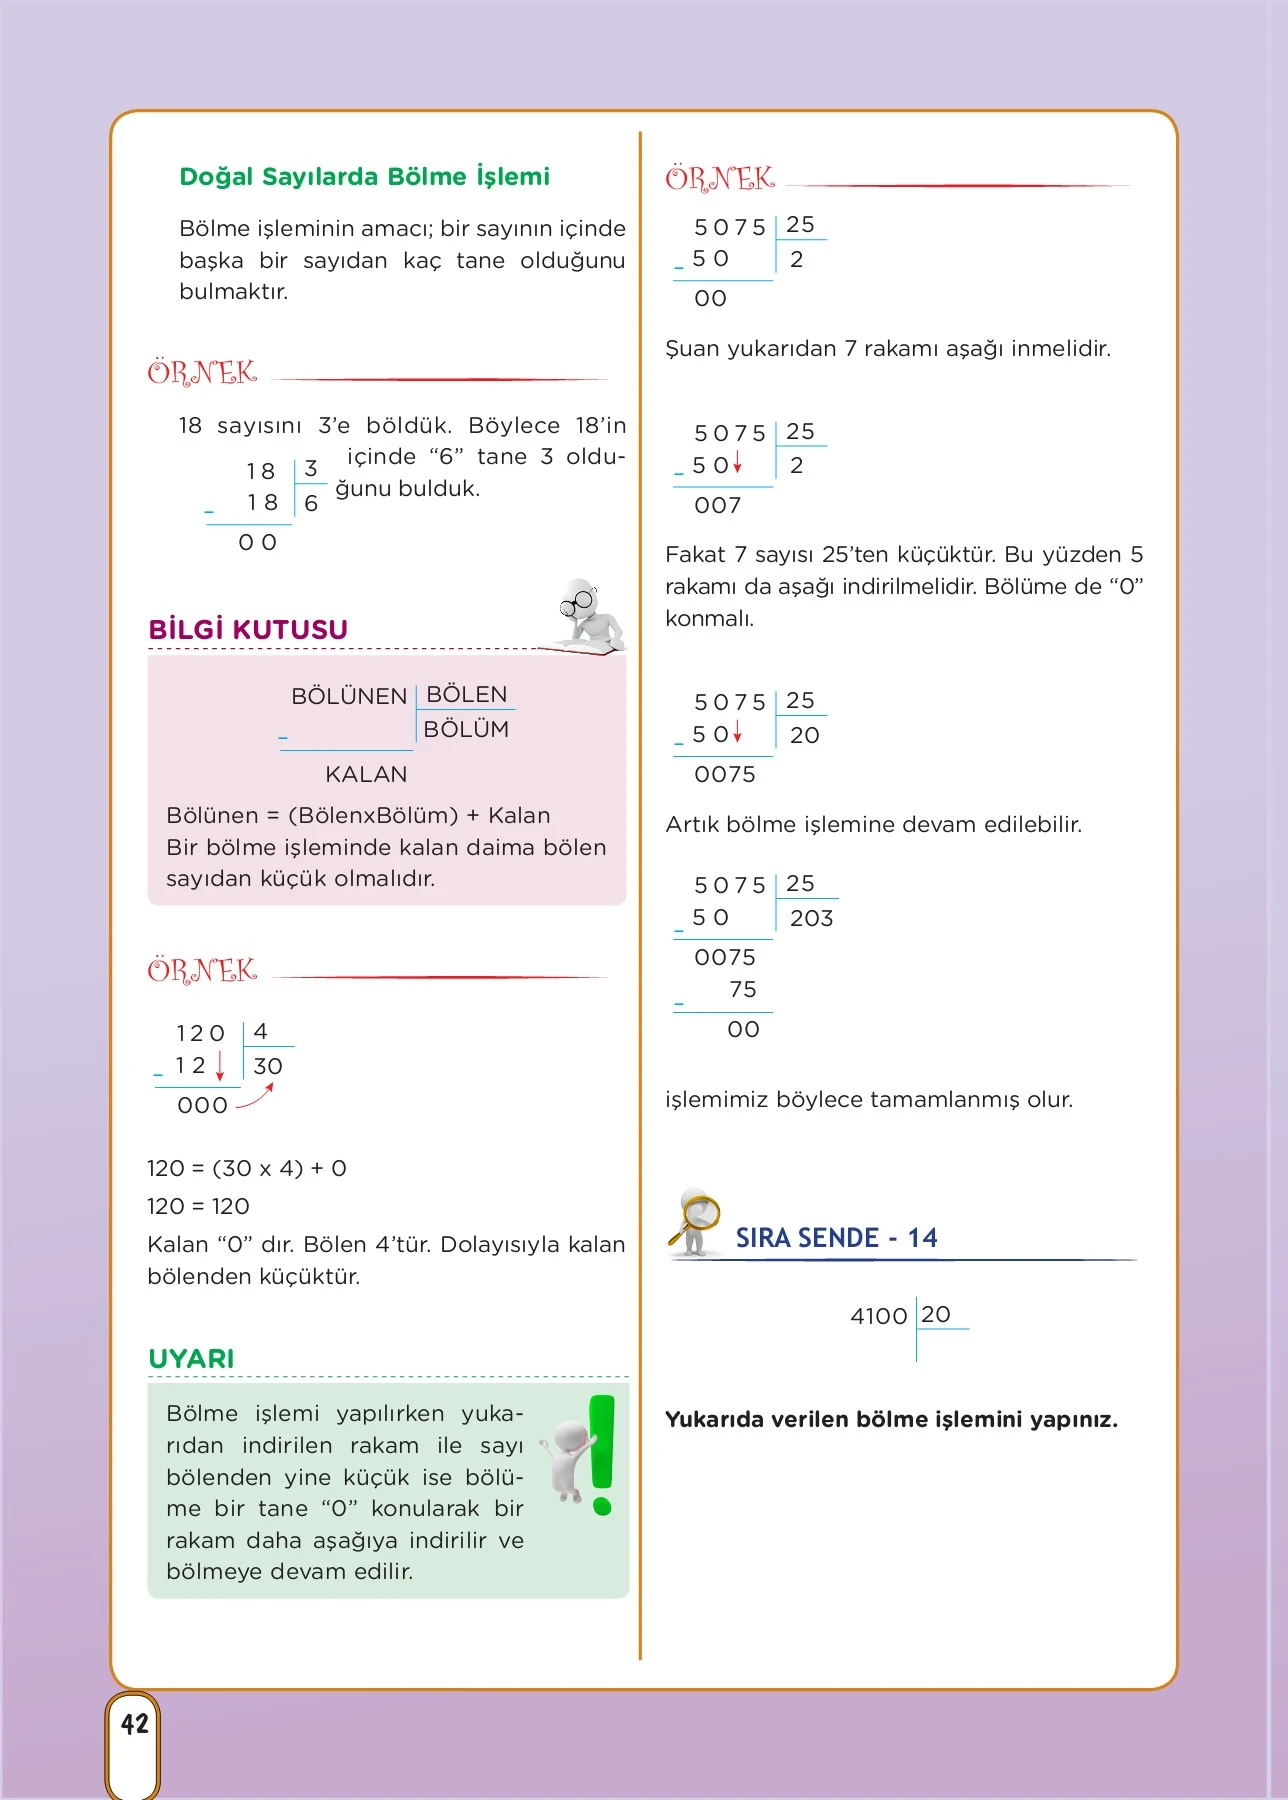 Doğal Sayılarda Bölme İşlemi
Bölme işleminin amacı; bir sayının içinde
başka bir sayıdan kaç tane olduğunu
bulmaktır.
ÖRNEK
18 sayısını 3’e böldük. Böylece 18’in
içinde “6” tane 3 oldu-
ğunu bulduk.
18 3
- 18 6
00
BİLGİ KUTUSU
BÖLÜNEN BÖLEN
- BÖLÜM
KALAN
Bölünen = (BölenxBölüm) + Kalan
Bir bölme işleminde kalan daima bölen
sayıdan küçük olmalıdır.
ÖRNEK
120 4
- 12 30
000
120 = (30 x 4) + 0
120 = 120
Kalan “0” dır. Bölen 4’tür. Dolayısıyla kalan
bölenden küçüktür.
UYARI
Bölme işlemi yapılırken yuka-
rıdan indirilen rakam ile sayı
bölenden yine küçük ise bölü-
me bir tane “0” konularak bir
rakam daha aşağıya indirilir ve
bölmeye devam edilir.
!
ÖRNEK
5075 25
- 50 2
00
Şuan yukarıdan 7 rakamı aşağı inmelidir.
5075 25
- 50 2
007
Fakat 7 sayısı 25’ten küçüktür. Bu yüzden 5
rakamı da aşağı indirilmelidir. Bölüme de “0”
konmalı.
5075 25
- 50 20
0075
Artık bölme işlemine devam edilebilir.
5075 25
- 50 203
0075
- 75
00
işlemimiz böylece tamamlanmış olur.
SIRA SENDE - 14
4100 20
Yukarıda verilen bölme işlemini yapınız.
42